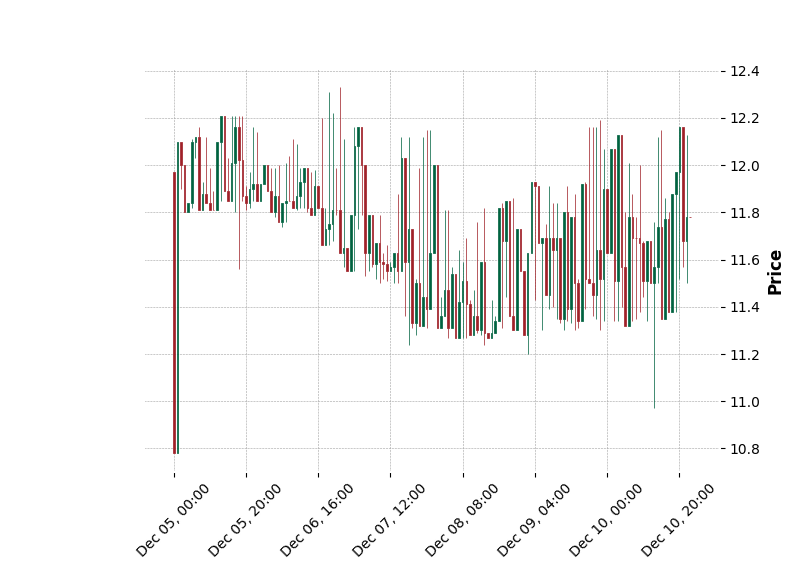 12.4
12.2
12.0
11.8
11.6
11.4
11.2
11.0
10.8
Price
Dec 05, 00:00
Dec 05, 20:00
Dec 06, 16:00
Dec 07, 12:00
Dec 08, 08:00
Dec 09, 04:00
Dec 10, 00:00
Dec 10, 20:00